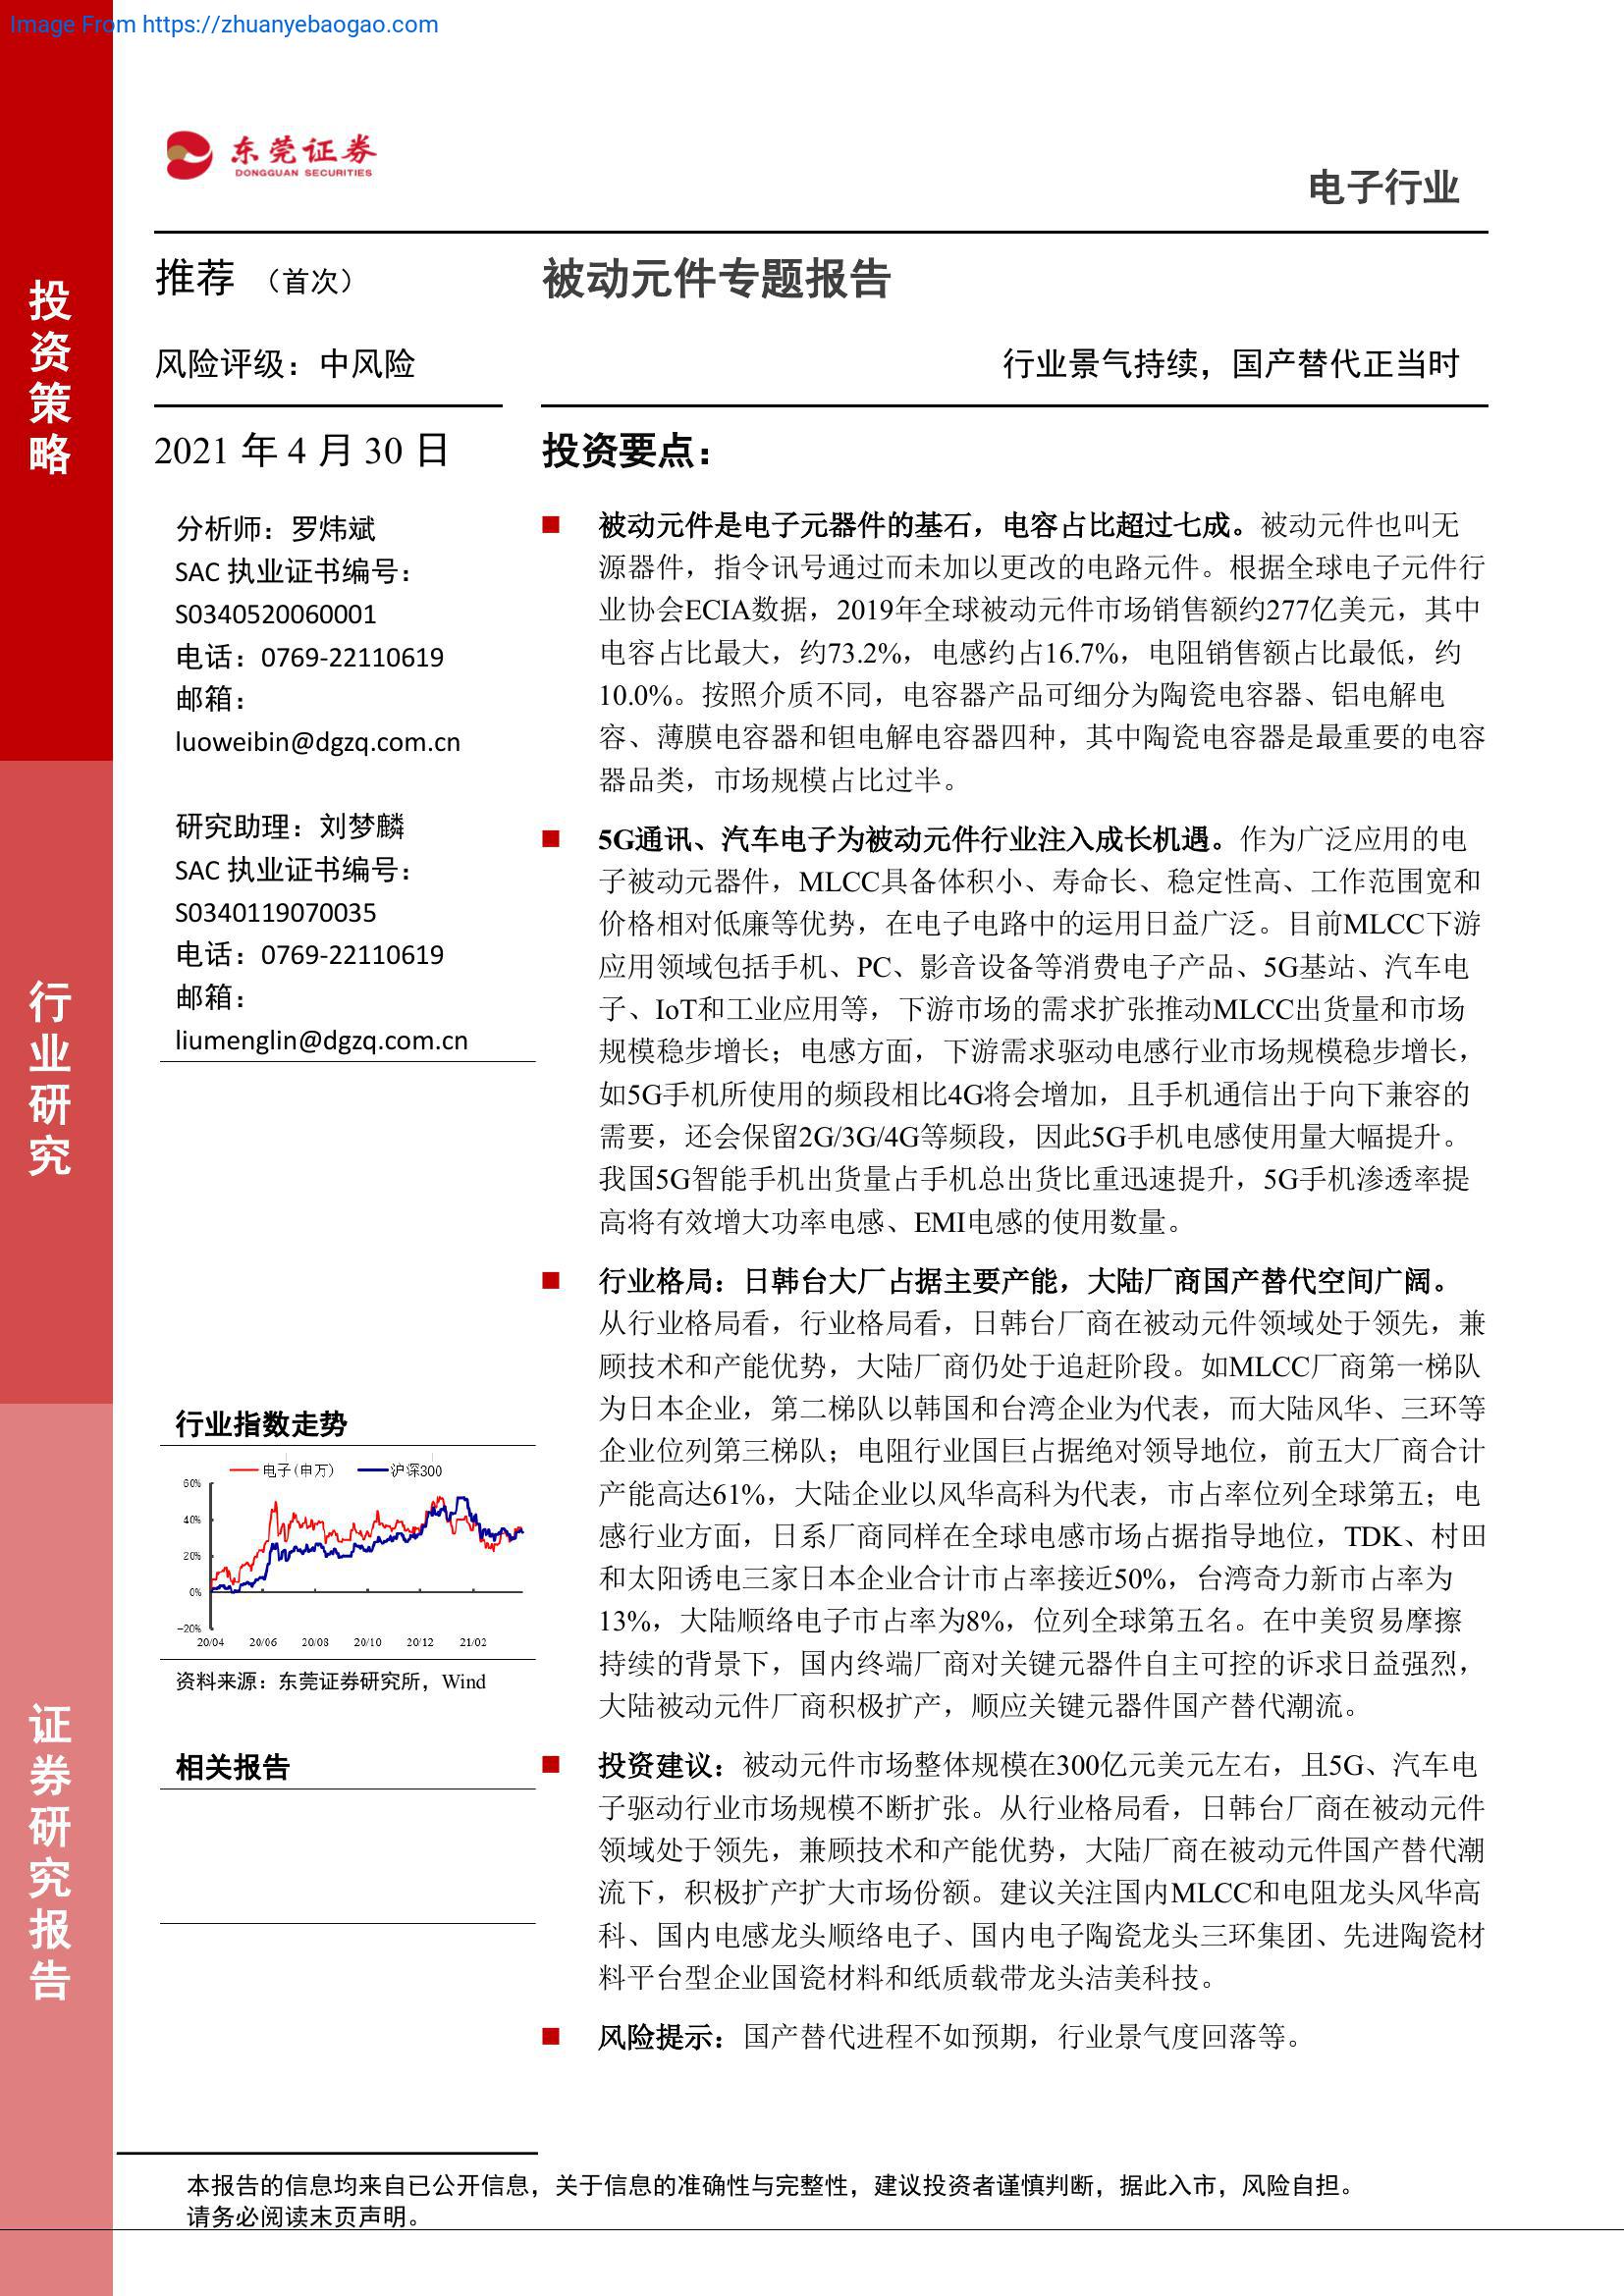 Image From https://zhuanyebaogao.com
东莞证券
DONGGUAN SECURITIES
电子行业
投资策略
行业研究
证券研究报告
推荐 （首次）
风险评级：中风险
2021 年 4 月 30 日
分析师：罗炜斌
SAC 执业证书编号：
S0340520060001
电话：0769-22110619
邮箱：
luoweibin@dgzq.com.cn
研究助理：刘梦麟
SAC 执业证书编号：
S0340119070035
电话：0769-22110619
邮箱：
liumenglin@dgzq.com.cn
行业指数走势
电子(申万) 沪深300
60%
40%
20%
0%
-20%
20/04 20/06 20/08 20/10 20/12 21/02
资料来源：东莞证券研究所，Wind
相关报告
被动元件专题报告
行业景气持续，国产替代正当时
投资要点：
被动元件是电子元器件的基石，电容占比超过七成。被动元件也叫无
源器件，指令讯号通过而未加以更改的电路元件。根据全球电子元件行
业协会ECIA数据，2019年全球被动元件市场销售额约277亿美元，其中
电容占比最大，约73.2%，电感约占16.7%，电阻销售额占比最低，约
10.0%。按照介质不同，电容器产品可细分为陶瓷电容器、铝电解电
容、薄膜电容器和钽电解电容器四种，其中陶瓷电容器是最重要的电容
器品类，市场规模占比过半。
5G通讯、汽车电子为被动元件行业注入成长机遇。作为广泛应用的电
子被动元器件，MLCC具备体积小、寿命长、稳定性高、工作范围宽和
价格相对低廉等优势，在电子电路中的运用日益广泛。目前MLCC下游
应用领域包括手机、PC、影音设备等消费电子产品、5G基站、汽车电
子、IoT和工业应用等，下游市场的需求扩张推动MLCC出货量和市场
规模稳步增长；电感方面，下游需求驱动电感行业市场规模稳步增长，
如5G手机所使用的频段相比4G将会增加，且手机通信出于向下兼容的
需要，还会保留2G/3G/4G等频段，因此5G手机电感使用量大幅提升。
我国5G智能手机出货量占手机总出货比重迅速提升，5G手机渗透率提
高将有效增大功率电感、EMI电感的使用数量。
行业格局：日韩台大厂占据主要产能，大陆厂商国产替代空间广阔。
从行业格局看，行业格局看，日韩台厂商在被动元件领域处于领先，兼
顾技术和产能优势，大陆厂商仍处于追赶阶段。如MLCC厂商第一梯队
为日本企业，第二梯队以韩国和台湾企业为代表，而大陆风华、三环等
企业位列第三梯队；电阻行业国巨占据绝对领导地位，前五大厂商合计
产能高达61%，大陆企业以风华高科为代表，市占率位列全球第五；电
感行业方面，日系厂商同样在全球电感市场占据指导地位，TDK、村田
和太阳诱电三家日本企业合计市占率接近50%，台湾奇力新市占率为
13%，大陆顺络电子市占率为8%，位列全球第五名。在中美贸易摩擦
持续的背景下，国内终端厂商对关键元器件自主可控的诉求日益强烈，
大陆被动元件厂商积极扩产，顺应关键元器件国产替代潮流。
投资建议：被动元件市场整体规模在300亿元美元左右，且5G、汽车电
子驱动行业市场规模不断扩张。从行业格局看，日韩台厂商在被动元件
领域处于领先，兼顾技术和产能优势，大陆厂商在被动元件国产替代潮
流下，积极扩产扩大市场份额。建议关注国内MLCC和电阻龙头风华高
科、国内电感龙头顺络电子、国内电子陶瓷龙头三环集团、先进陶瓷材
料平台型企业国瓷材料和纸质载带龙头洁美科技。
风险提示：国产替代进程不如预期，行业景气度回落等。
本报告的信息均来自已公开信息，关于信息的准确性与完整性，建议投资者谨慎判断，据此入市，风险自担。
请务必阅读末页声明。